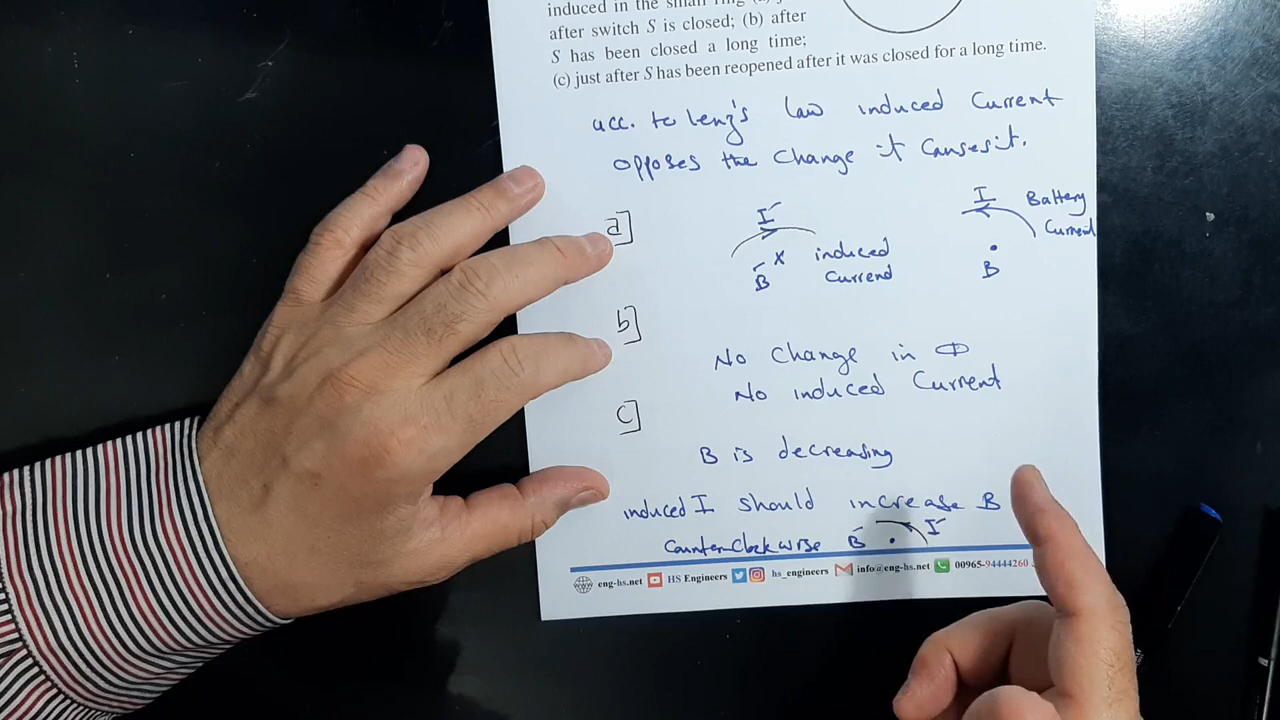 induced in the small ring (a) j
after switch S is closed; (b) after
S has been closed a long time;
(c) just after S has been reopened after it was closed for a long time.
acc. to lenz's law induced Current
opposes the change it causes it.
a]
I' 
x induced
B' Current
I Battery
Current
B
b]
No change in Φ
No induced Current
c]
B is decreasing
induced I should increase B
Counterclockwise B' I'
eng-hs.net HS Engineers hs_engineers info@eng-hs.net 00965-94444260